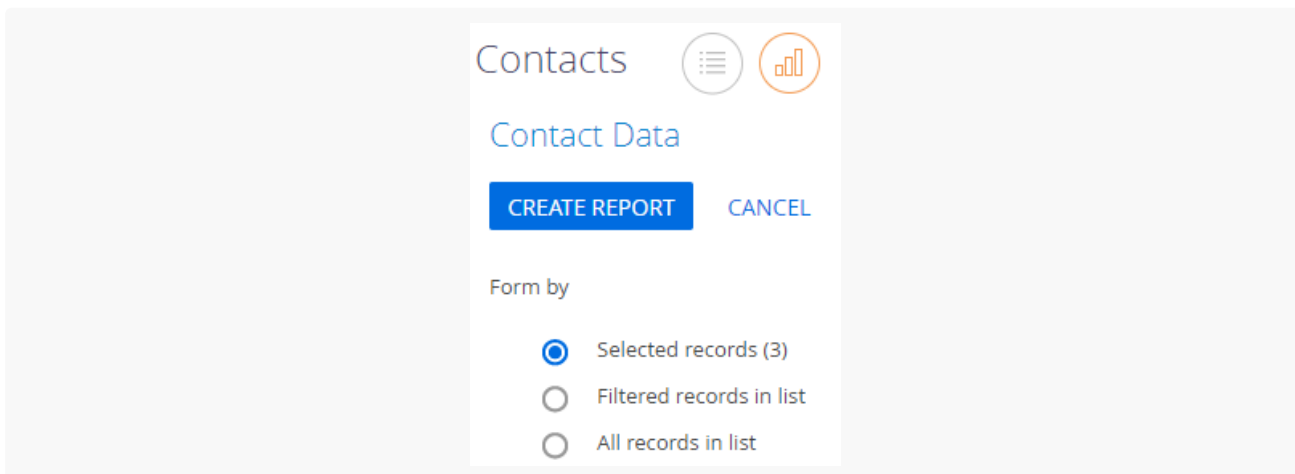 Contacts
Contact Data
CREATE REPORT CANCEL
Form by
Selected records (3)
Filtered records in list
All records in list